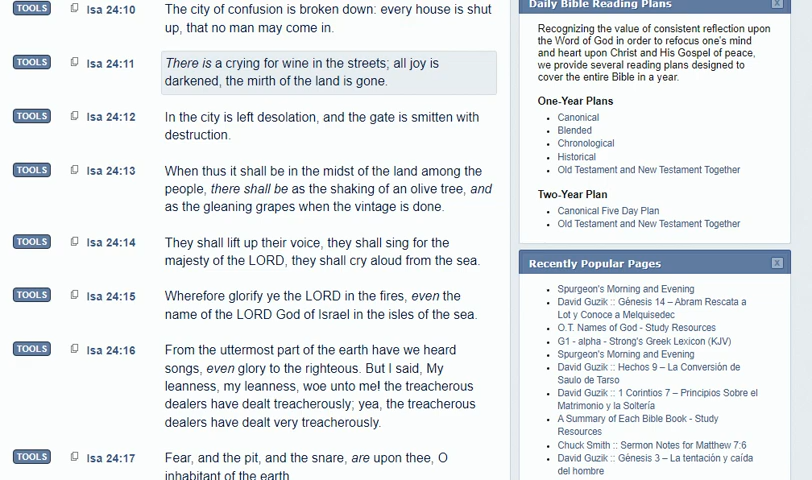 TOOLS Isa 24:10 The city of confusion is broken down: every house is shut
up, that no man may come in.
TOOLS Isa 24:11 There is a crying for wine in the streets; all joy is
darkened, the mirth of the land is gone.
TOOLS Isa 24:12 In the city is left desolation, and the gate is smitten with
destruction.
TOOLS Isa 24:13 When thus it shall be in the midst of the land among the
people, there shall be as the shaking of an olive tree, and
as the gleaning grapes when the vintage is done.
TOOLS Isa 24:14 They shall lift up their voice, they shall sing for the
majesty of the LORD, they shall cry aloud from the sea.
TOOLS Isa 24:15 Wherefore glorify ye the LORD in the fires, even the
name of the LORD God of Israel in the isles of the sea.
TOOLS Isa 24:16 From the uttermost part of the earth have we heard
songs, even glory to the righteous. But I said, My
leanness, my leanness, woe unto me! the treacherous
dealers have dealt treacherously; yea, the treacherous
dealers have dealt very treacherously.
TOOLS Isa 24:17 Fear, and the pit, and the snare, are upon thee, O
inhabitant of the earth
Daily Bible Reading Plans X
Recognizing the value of consistent reflection upon
the Word of God in order to refocus one's mind
and heart upon Christ and His Gospel of peace,
we provide several reading plans designed to
cover the entire Bible in a year.
One-Year Plans
Canonical
Blended
Chronological
Historical
Old Testament and New Testament Together
Two-Year Plan
Canonical Five Day Plan
Old Testament and New Testament Together
Recently Popular Pages X
Spurgeon's Morning and Evening
David Guzik :: Génesis 14 – Abram Rescata a
Lot y Conoce a Melquisedec
O.T. Names of God - Study Resources
G1 - alpha - Strong's Greek Lexicon (KJV)
Spurgeon's Morning and Evening
David Guzik :: Hechos 9 – La Conversión de
Saulo de Tarso
David Guzik :: 1 Corintios 7 – Principios Sobre el
Matrimonio y la Soltería
A Summary of Each Bible Book - Study
Resources
Chuck Smith :: Sermon Notes for Matthew 7:6
David Guzik :: Génesis 3 – La tentación y caída
del hombre